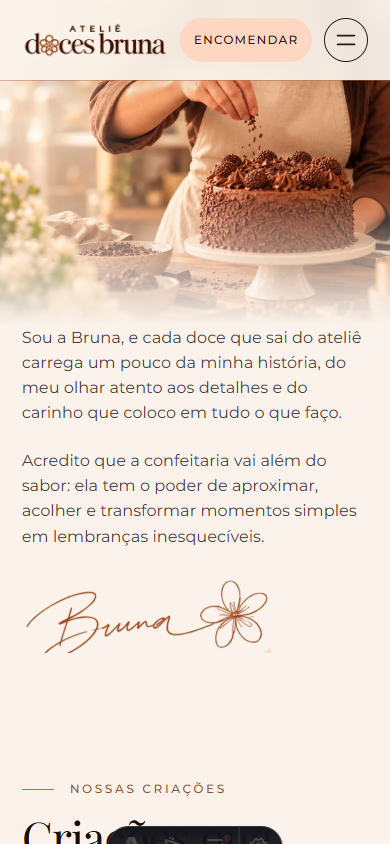 ATELIÊ
doces bruna
ENCOMENDAR
Sou a Bruna, e cada doce que sai do ateliê
carrega um pouco da minha história, do
meu olhar atento aos detalhes e do
carinho que coloco em tudo o que faço.
Acredito que a confeitaria vai além do
sabor: ela tem o poder de aproximar,
acolher e transformar momentos simples
em lembranças inesquecíveis.
Bruna
NOSSAS CRIAÇÕES